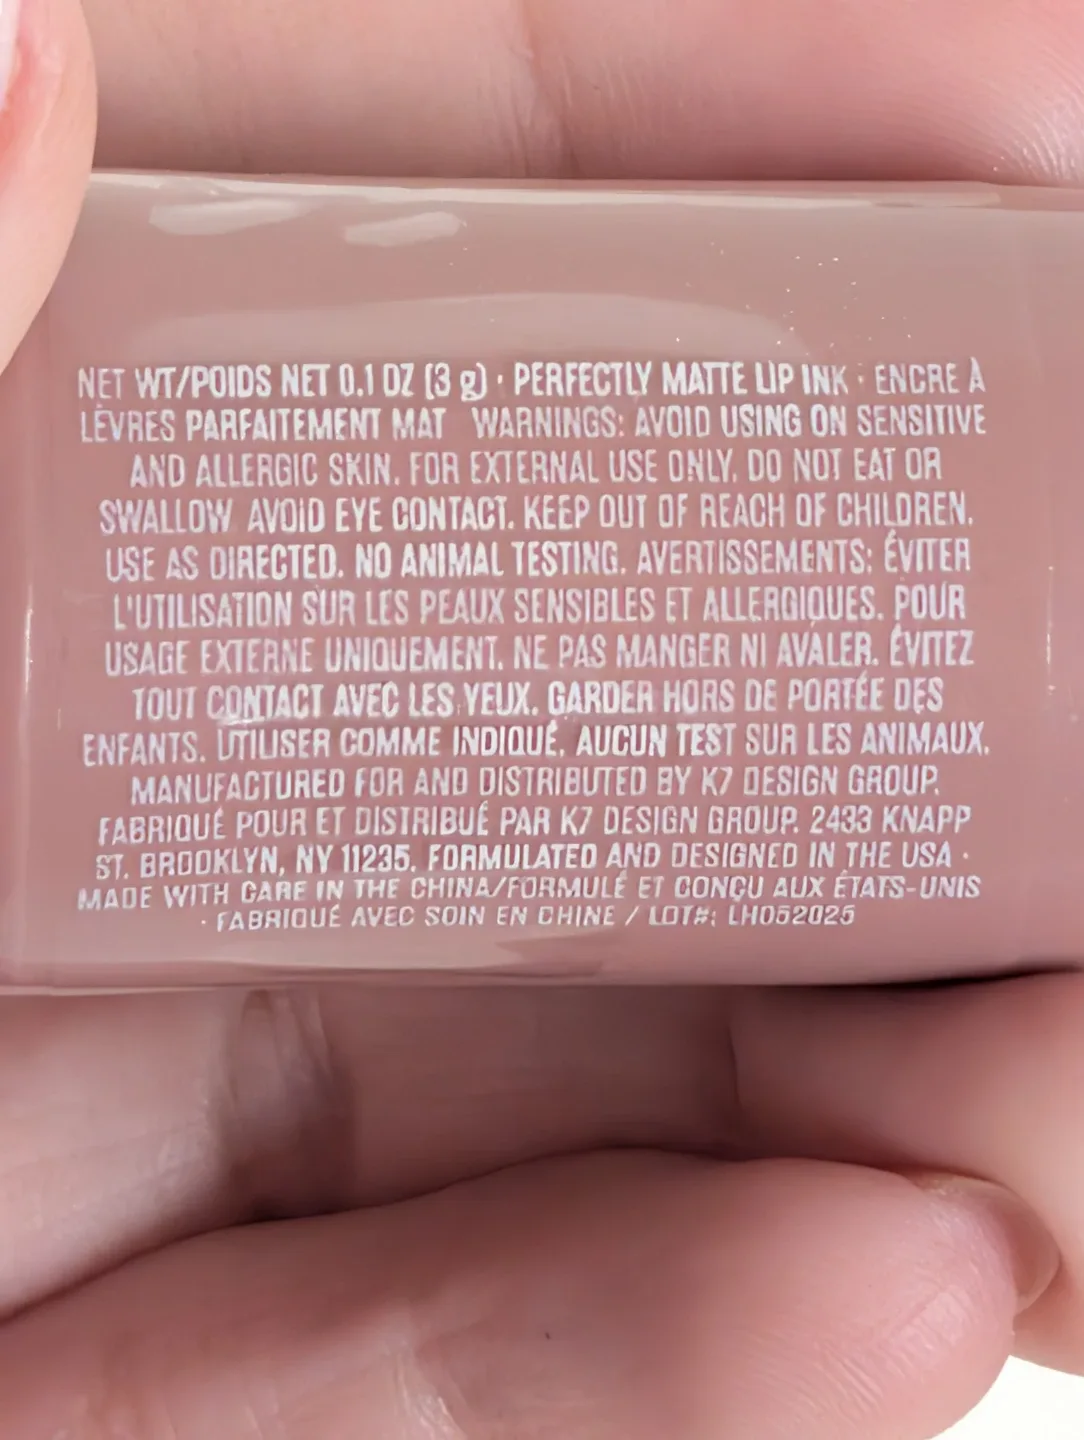 NET WT/POIDS NET 0.1 OZ (3 g) · PERFECTLY MATTE LIP INK · ENCRE À
LÈVRES PARFAITEMENT MAT WARNINGS: AVOID USING ON SENSITIVE
AND ALLERGIC SKIN. FOR EXTERNAL USE ONLY. DO NOT EAT OR
SWALLOW AVOID EYE CONTACT. KEEP OUT OF REACH OF CHILDREN.
USE AS DIRECTED. NO ANIMAL TESTING. AVERTISSEMENTS: ÉVITER
L'UTILISATION SUR LES PEAUX SENSIBLES ET ALLERGIQUES. POUR
USAGE EXTERNE UNIQUEMENT. NE PAS MANGER NI AVALER. ÉVITEZ
TOUT CONTACT AVEC LES YEUX. GARDER HORS DE PORTÉE DES
ENFANTS. UTILISER COMME INDIQUÉ. AUCUN TEST SUR LES ANIMAUX.
MANUFACTURED FOR AND DISTRIBUTED BY K7 DESIGN GROUP.
FABRIQUÉ POUR ET DISTRIBUÉ PAR K7 DESIGN GROUP. 2433 KNAPP
ST. BROOKLYN, NY 11235. FORMULATED AND DESIGNED IN THE USA ·
MADE WITH CARE IN THE CHINA/FORMULÉ ET CONÇU AUX ÉTATS-UNIS
· FABRIQUÉ AVEC SOIN EN CHINE / LOT#: LH052025